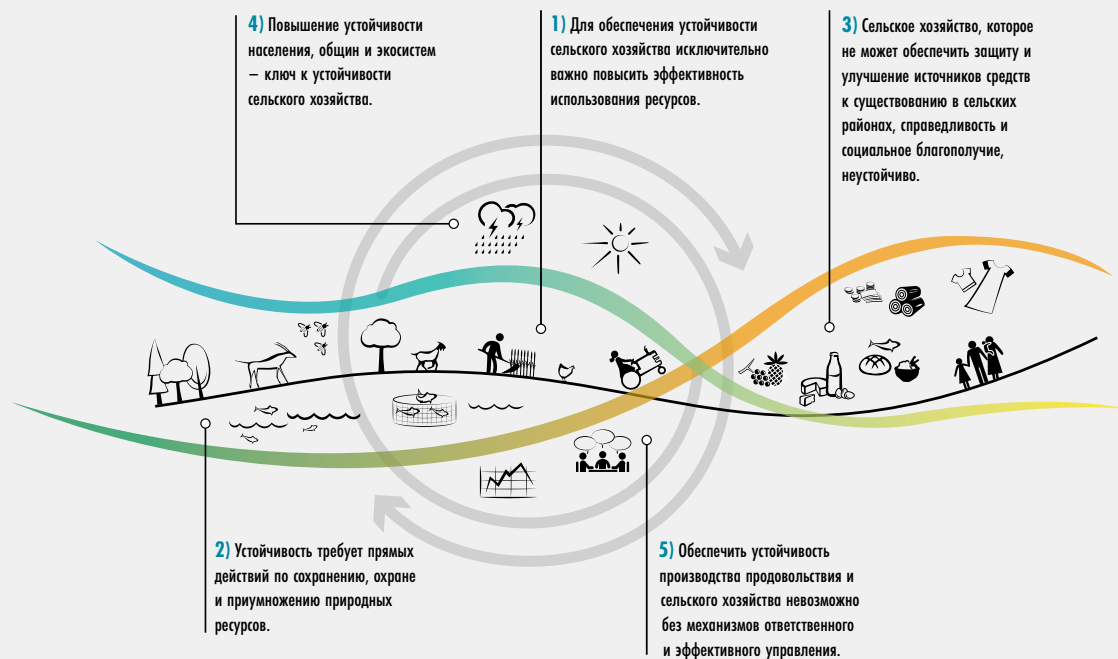 4) Повышение устойчивости
населения, общин и экосистем
– ключ к устойчивости
сельского хозяйства.
1) Для обеспечения устойчивости
сельского хозяйства исключительно
важно повысить эффективность
использования ресурсов.
3) Сельское хозяйство, которое
не может обеспечить защиту и
улучшение источников средств
к существованию в сельских
районах, справедливость и
социальное благополучие,
неустойчиво.
2) Устойчивость требует прямых
действий по сохранению, охране
и приумножению природных
ресурсов.
5) Обеспечить устойчивость
производства продовольствия и
сельского хозяйства невозможно
без механизмов ответственного
и эффективного управления.